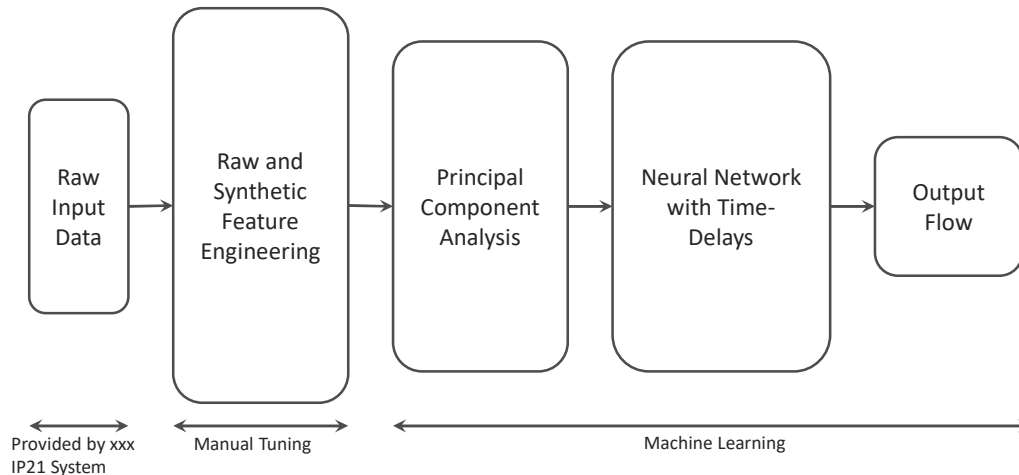 Raw
Input
Data
Raw and
Synthetic
Feature
Engineering
Principal
Component
Analysis
Neural Network
with Time-
Delays
Output
Flow
Provided by xxx
IP21 System
Manual Tuning
Machine Learning